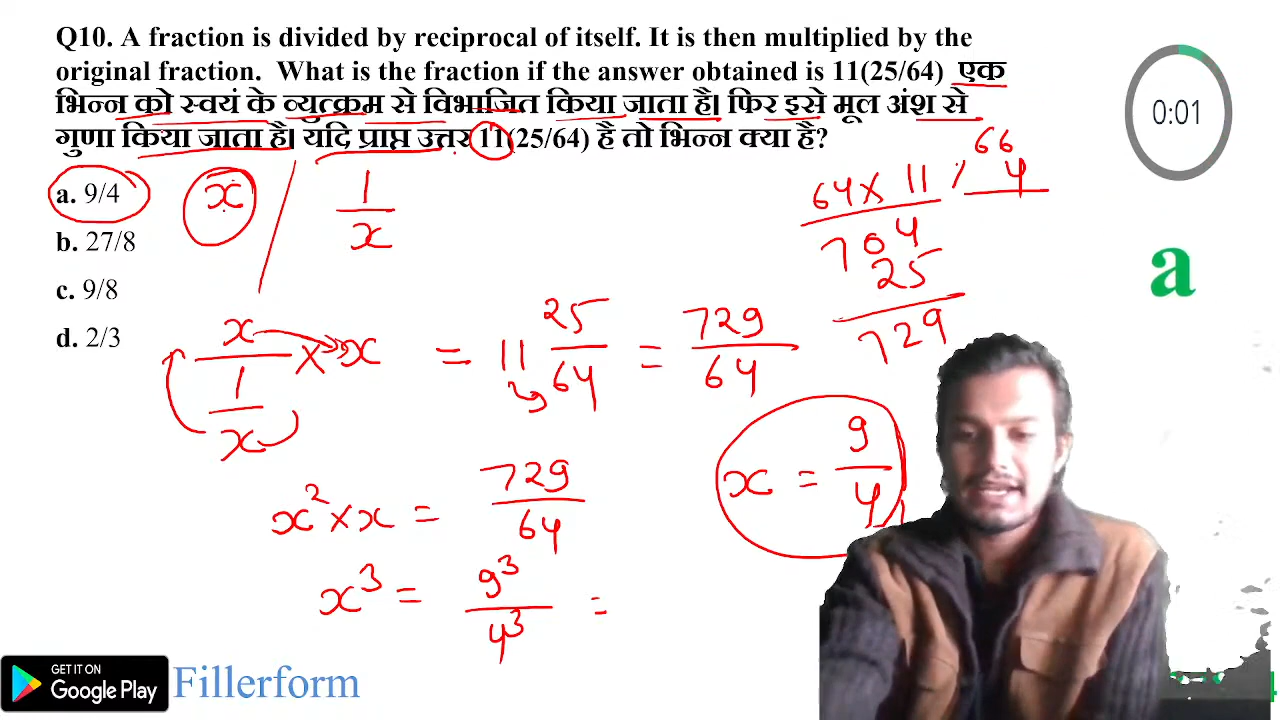 Q10. A fraction is divided by reciprocal of itself. It is then multiplied by the
original fraction. What is the fraction if the answer obtained is 11(25/64) एक
भिन्न को स्वयं के व्युत्क्रम से विभाजित किया जाता है। फिर इसे मूल अंश से
गुणा किया जाता है। यदि प्राप्त उत्तर 11(25/64) है तो भिन्न क्या है?
0:01
a. 9/4
b. 27/8
c. 9/8
d. 2/3
x / 1/x
64 x 11
704
25
729
66
4
a
x / (1/x) × x = 11 25/64 = 729/64
x² × x = 729/64
x³ = 9³/4³ =
x = 9/4
GET IT ON
Google Play
Fillerform